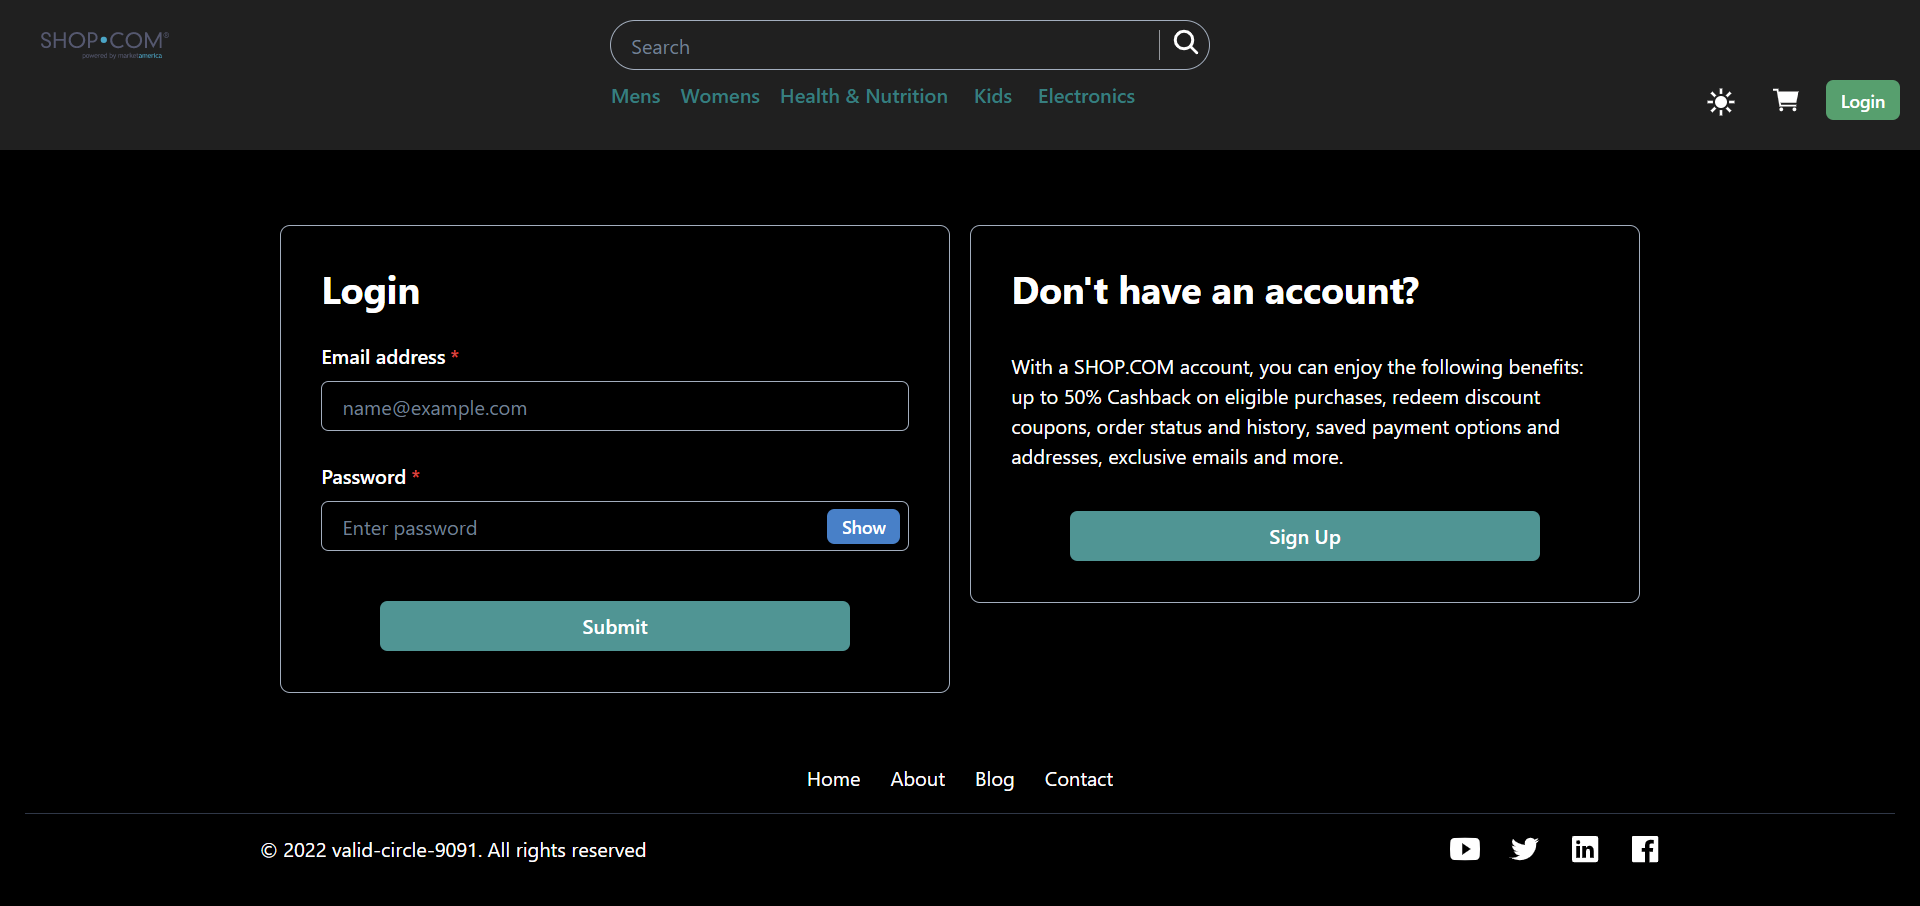 SHOP•COM®
powered by marketamerica
Search
Mens Womens Health & Nutrition Kids Electronics
Login
Login
Email address *
name@example.com
Password *
Enter password
Show
Submit
Don't have an account?
With a SHOP.COM account, you can enjoy the following benefits:
up to 50% Cashback on eligible purchases, redeem discount
coupons, order status and history, saved payment options and
addresses, exclusive emails and more.
Sign Up
Home About Blog Contact
© 2022 valid-circle-9091. All rights reserved
in